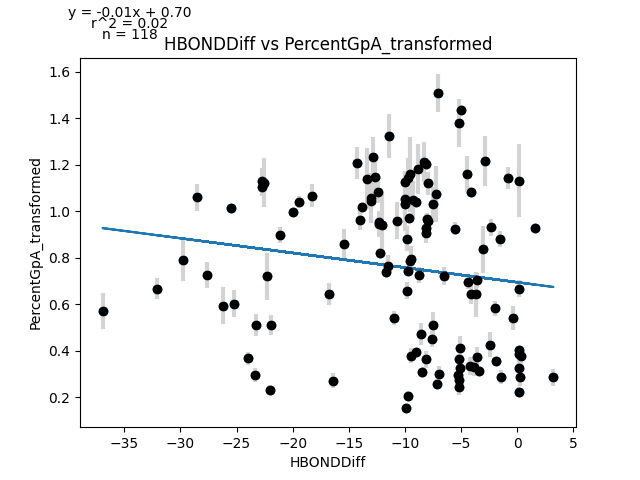 y = -0.01x + 0.70
r^2 = 0.02
n = 118
HBONDDiff vs PercentGpA_transformed
PercentGpA_transformed
1.6
1.4
1.2
1.0
0.8
0.6
0.4
0.2
−35
−30
−25
−20
−15
−10
−5
0
5
HBONDDiff